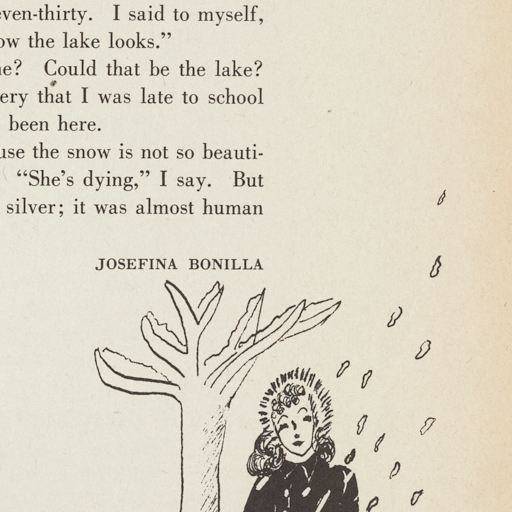 even-thirty. I said to myself,
ow the lake looks.”
e? Could that be the lake?
ery that I was late to school
been here.
use the snow is not so beauti-
“She’s dying,” I say. But
silver; it was almost human
JOSEFINA BONILLA